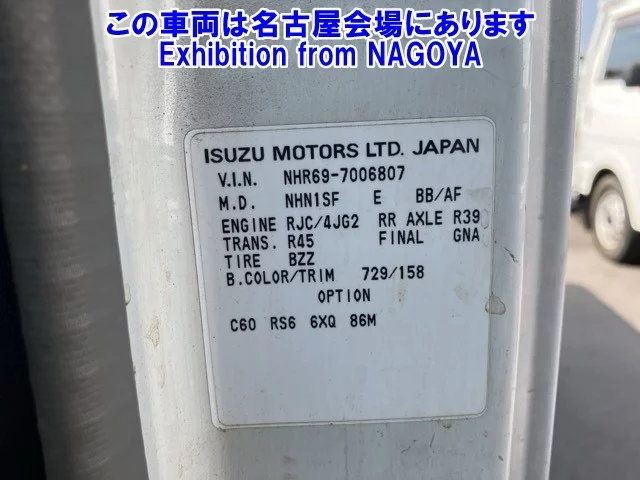 この車両は名古屋会場にあります
Exhibition from NAGOYA
ISUZU MOTORS LTD. JAPAN
V.I.N. NHR69-7006807
M.D. NHN1SF E BB/AF
ENGINE RJC/4JG2 RR AXLE R39
TRANS. R45 FINAL GNA
TIRE BZZ
B.COLOR/TRIM 729/158
OPTION
C60 RS6 6XQ 86M